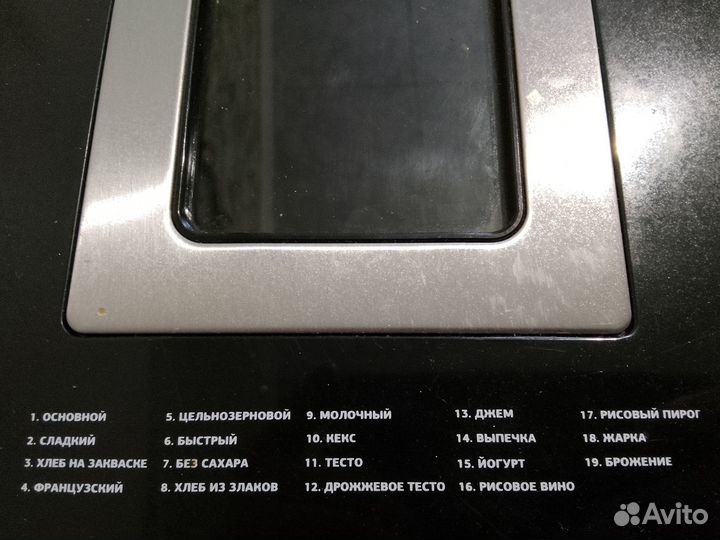 1. ОСНОВНОЙ
2. СЛАДКИЙ
3. ХЛЕБ НА ЗАКВАСКЕ
4. ФРАНЦУЗСКИЙ
5. ЦЕЛЬНОЗЕРНОВОЙ
6. БЫСТРЫЙ
7. БЕЗ САХАРА
8. ХЛЕБ ИЗ ЗЛАКОВ
9. МОЛОЧНЫЙ
10. КЕКС
11. ТЕСТО
12. ДРОЖЖЕВОЕ ТЕСТО
13. ДЖЕМ
14. ВЫПЕЧКА
15. ЙОГУРТ
16. РИСОВОЕ ВИНО
17. РИСОВЫЙ ПИРОГ
18. ЖАРКА
19. БРОЖЕНИЕ
Avito